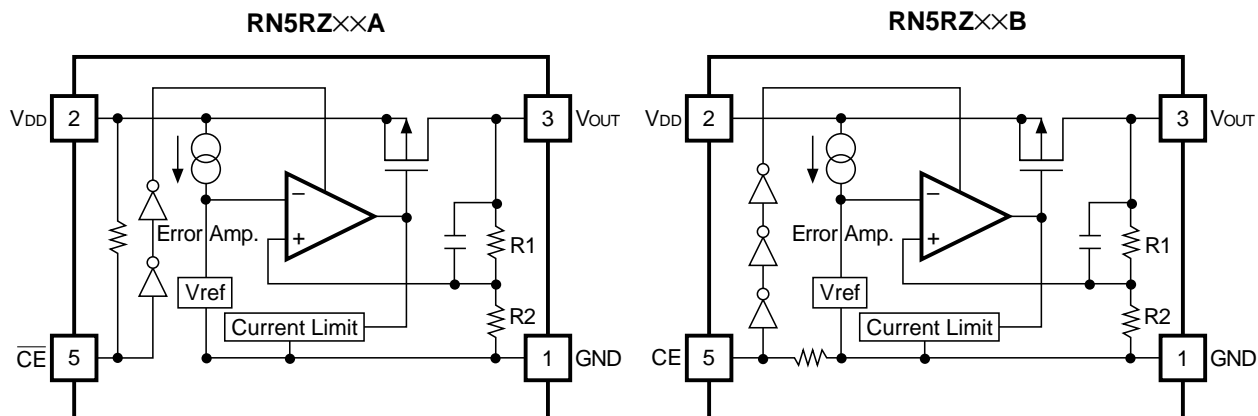 RN5RZ××A
VDD
2
3
VOUT
−
+
Error Amp.
R1
Vref
R2
Current Limit
CE
5
1
GND
RN5RZ××B
VDD
2
3
VOUT
−
+
Error Amp.
R1
Vref
R2
Current Limit
CE
5
1
GND